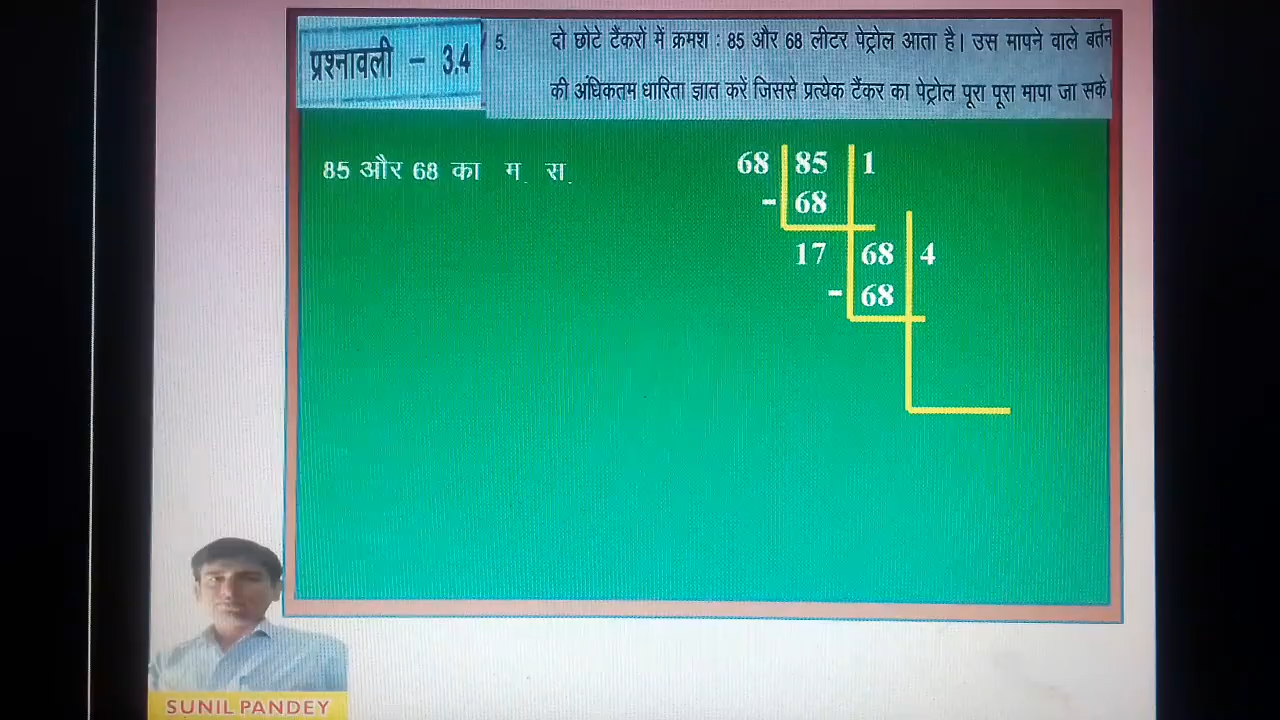 प्रश्नावली – 3.4
5. दो छोटे टैंकरों में क्रमश : 85 और 68 लीटर पेट्रोल आता है। उस मापने वाले बर्तन
की अधिकतम धारिता ज्ञात करें जिससे प्रत्येक टैंकर का पेट्रोल पूरा पूरा मापा जा सके
85 और 68 का म. स.
68 85 1
- 68
17 68 4
- 68
SUNIL PANDEY